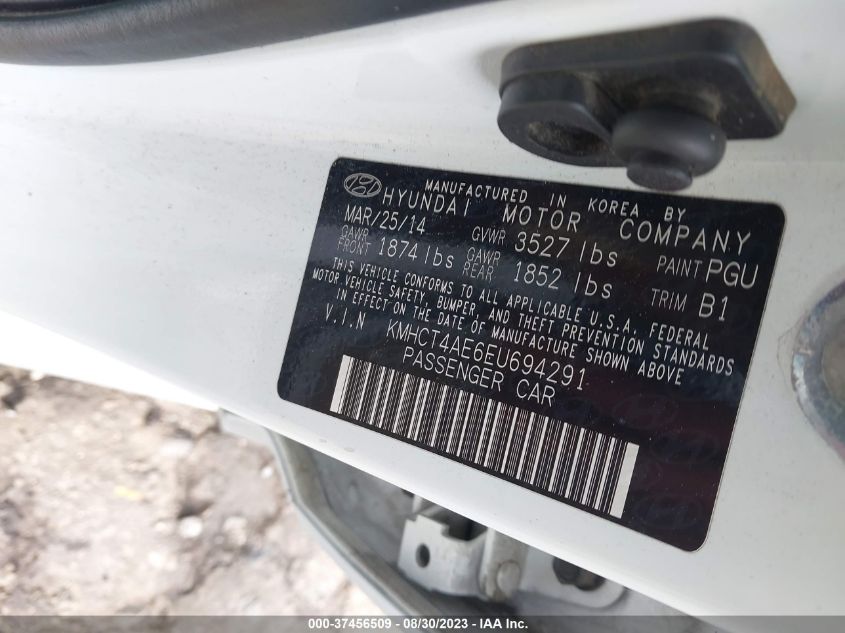 MANUFACTURED IN KOREA BY
HYUNDAI MOTOR COMPANY
MAR/25/14 GVWR 3527 lbs PAINT PGU
GAWR FRONT 1874 lbs GAWR REAR 1852 lbs TRIM B1
THIS VEHICLE CONFORMS TO ALL APPLICABLE U.S.A. FEDERAL
MOTOR VEHICLE SAFETY, BUMPER, AND THEFT PREVENTION STANDARDS
IN EFFECT ON THE DATE OF MANUFACTURE SHOWN ABOVE
V.I.N KMHCT4AE6EU694291
PASSENGER CAR
000-37456509 - 08/30/2023 - IAAI.com